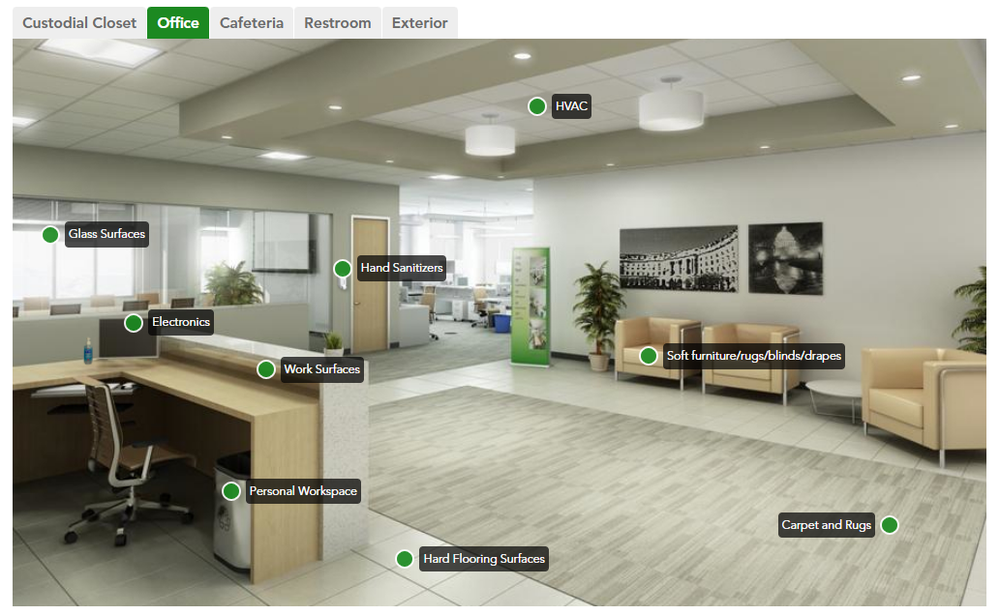 Custodial Closet
Office
Cafeteria
Restroom
Exterior
HVAC
Glass Surfaces
Hand Sanitizers
Electronics
Soft furniture/rugs/blinds/drapes
Work Surfaces
Personal Workspace
Carpet and Rugs
Hard Flooring Surfaces